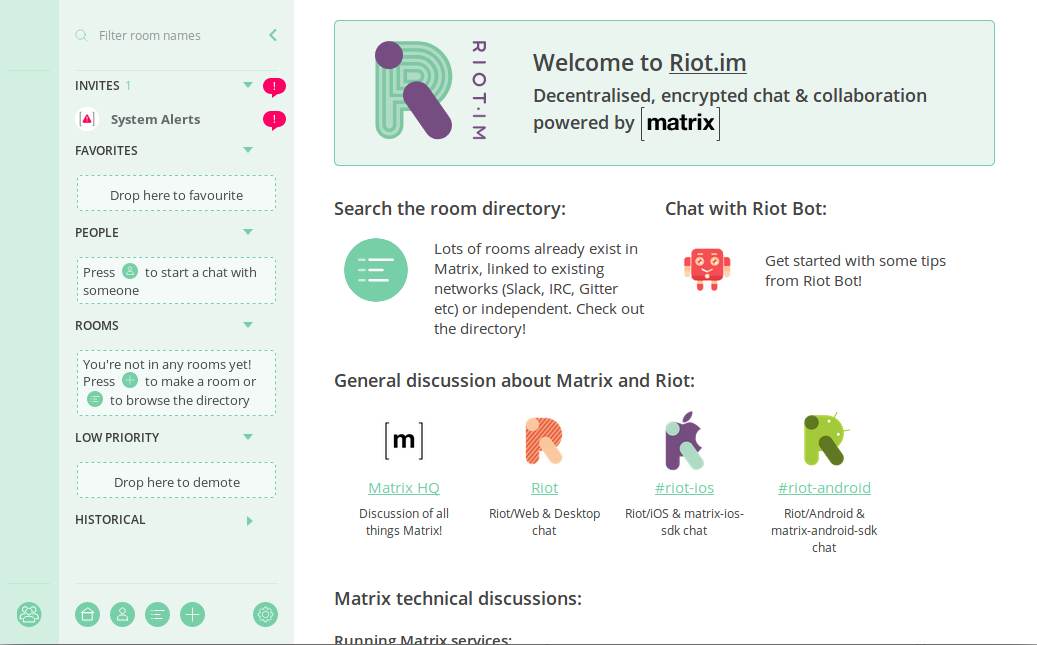 Filter room names
INVITES 1
!
System Alerts
!
FAVORITES
Drop here to favourite
PEOPLE
Press to start a chat with
someone
ROOMS
You're not in any rooms yet!
Press to make a room or
to browse the directory
LOW PRIORITY
Drop here to demote
HISTORICAL
RIOT.IM
Welcome to Riot.im
Decentralised, encrypted chat & collaboration
powered by [matrix]
Search the room directory:
Lots of rooms already exist in
Matrix, linked to existing
networks (Slack, IRC, Gitter
etc) or independent. Check out
the directory!
Chat with Riot Bot:
Get started with some tips
from Riot Bot!
General discussion about Matrix and Riot:
[m]
Matrix HQ
Discussion of all
things Matrix!
Riot
Riot/Web & Desktop
chat
#riot-ios
Riot/iOS & matrix-ios-
sdk chat
#riot-android
Riot/Android &
matrix-android-sdk
chat
Matrix technical discussions:
Running Matrix services: